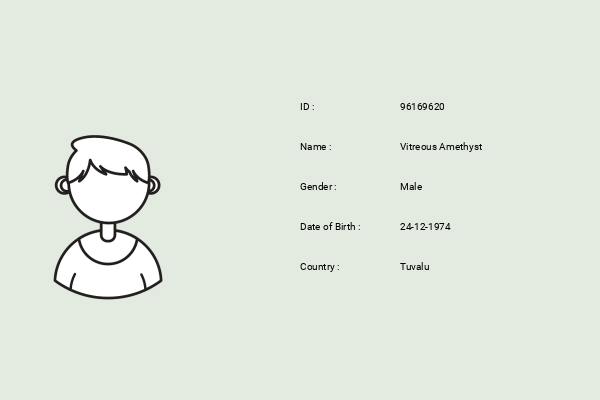 ID : 96169620
Name : Vitreous Amethyst
Gender : Male
Date of Birth : 24-12-1974
Country : Tuvalu